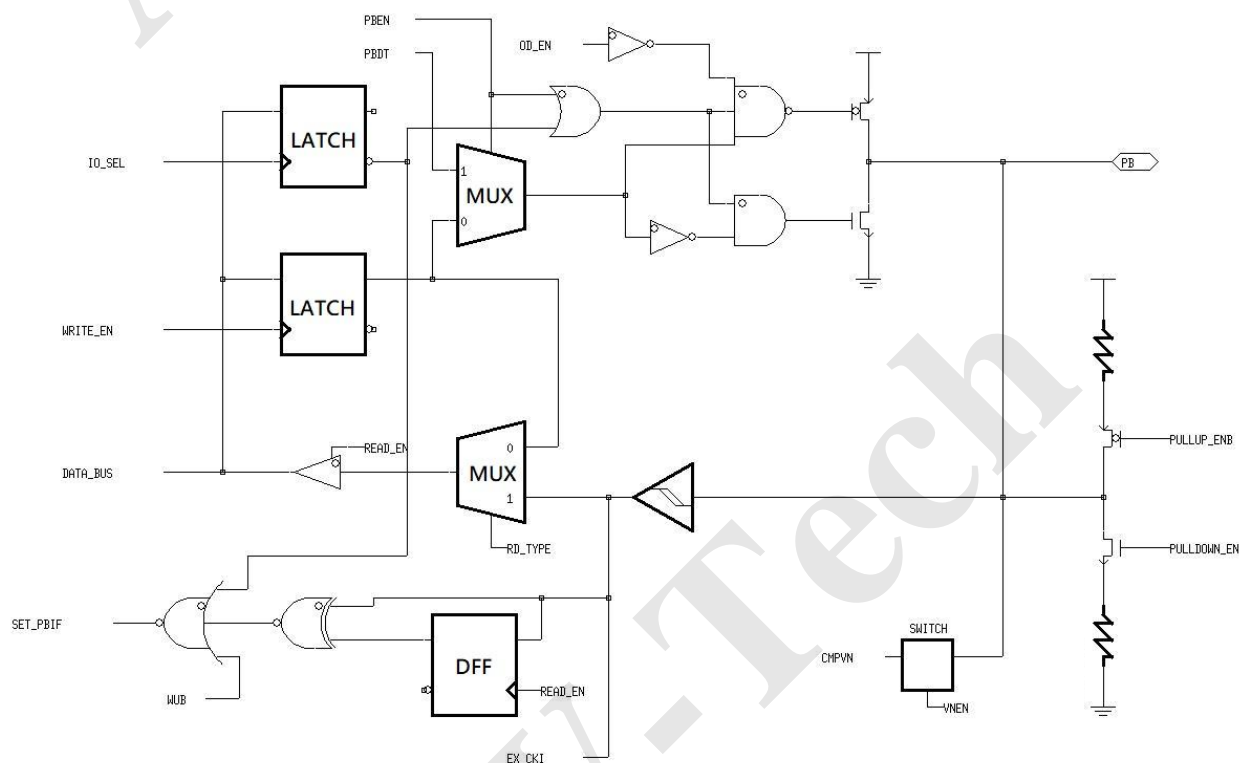 PBEN
PBDT
OD_EN
LATCH
IO_SEL
1
MUX
0
PB
LATCH
WRITE_EN
READ_EN
DATA_BUS
0
MUX
1
RD_TYPE
PULLUP_ENB
PULLDOWN_EN
SET_PBIF
WUB
DFF
READ_EN
SWITCH
CMPVN
VNEN
EX_CKI
-Tech